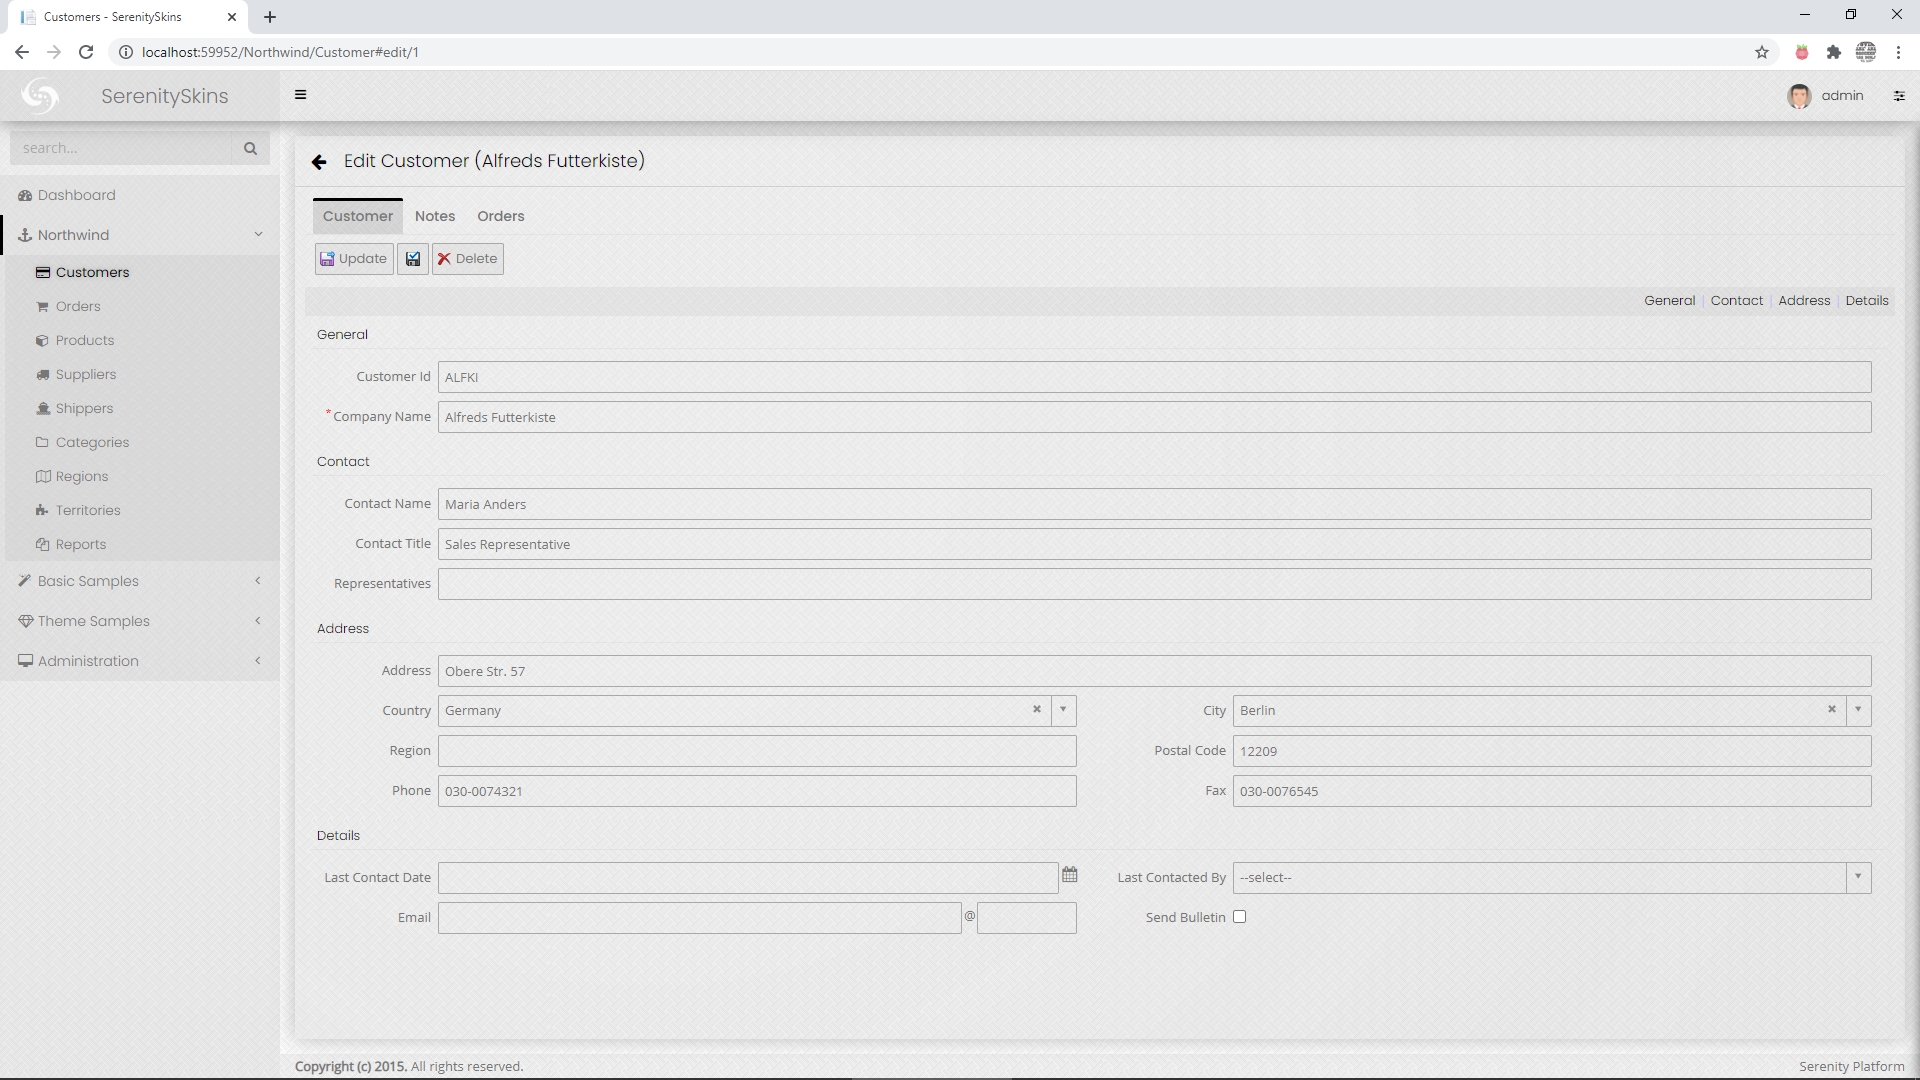 Customers - SerenitySkins
localhost:59952/Northwind/Customer#edit/1
SerenitySkins
admin
search...
Dashboard
Northwind
Customers
Orders
Products
Suppliers
Shippers
Categories
Regions
Territories
Reports
Basic Samples
Theme Samples
Administration
Edit Customer (Alfreds Futterkiste)
Customer Notes Orders
Update Delete
General | Contact | Address | Details
General
Customer Id ALFKI
*Company Name Alfreds Futterkiste
Contact
Contact Name Maria Anders
Contact Title Sales Representative
Representatives
Address
Address Obere Str. 57
Country Germany City Berlin
Region Postal Code 12209
Phone 030-0074321 Fax 030-0076545
Details
Last Contact Date Last Contacted By --select--
Email @ Send Bulletin
Copyright (c) 2015. All rights reserved. Serenity Platform